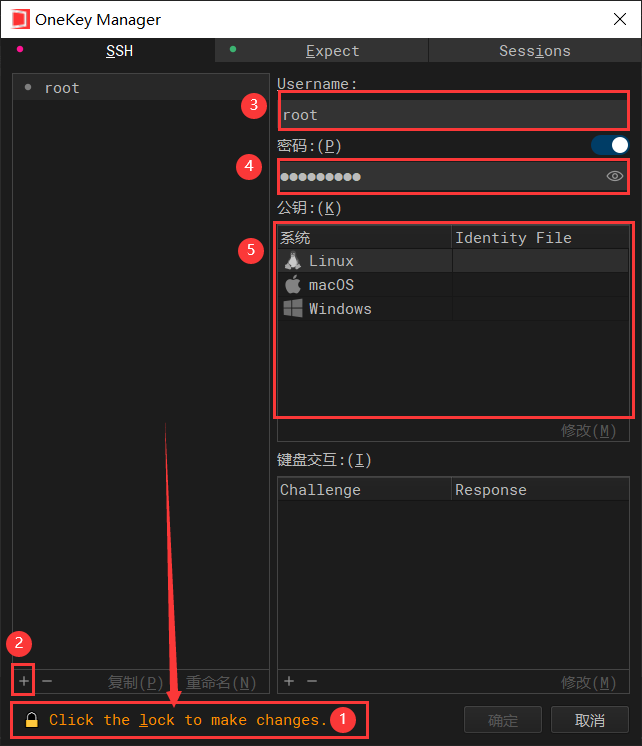 OneKey Manager
SSH
Expect
Sessions
root
Username:
3
root
密码:(P)
4
●●●●●●●●●
公钥:(K)
5
系统 Identity File
Linux
macOS
Windows
修改(M)
键盘交互:(I)
Challenge Response
2
+ − 复制(P) 重命名(N)
+ − 修改(M)
Click the lock to make changes. 1
确定 取消